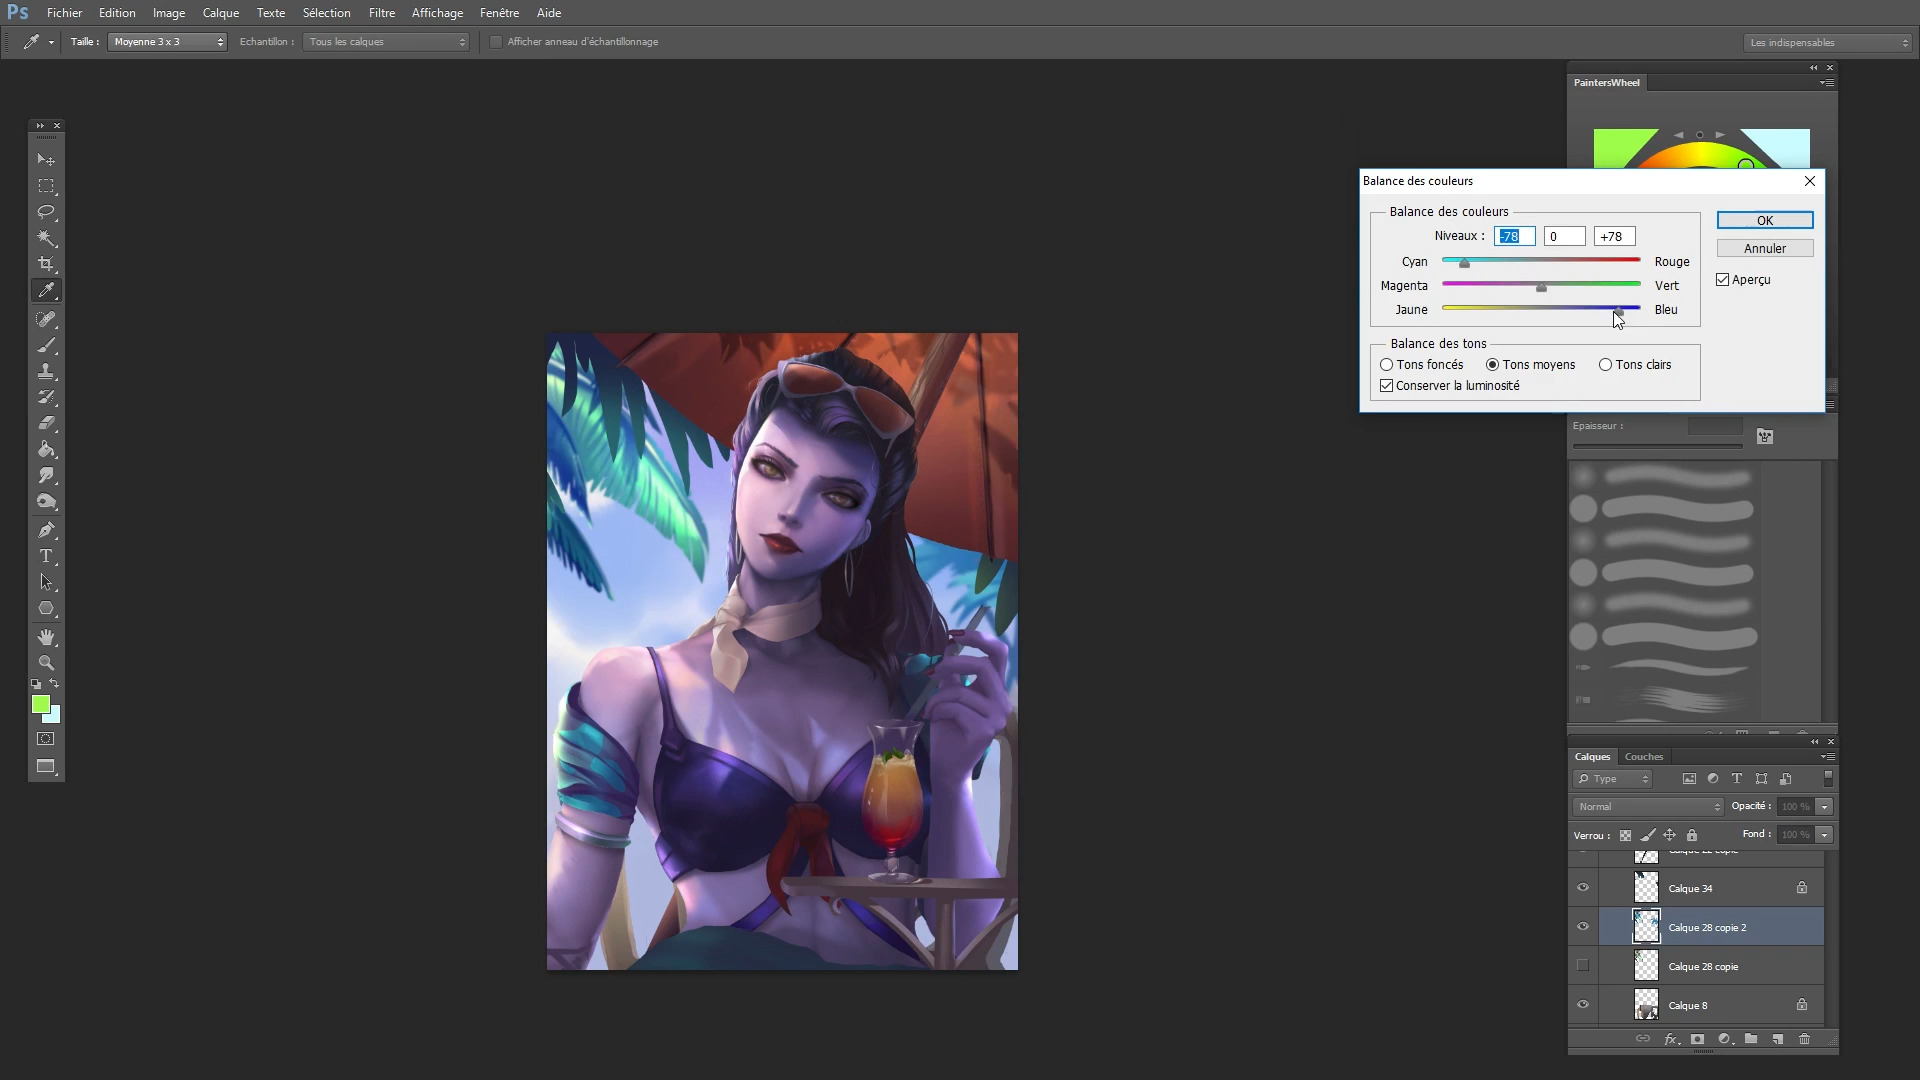 Ps Fichier Edition Image Calque Texte Sélection Filtre Affichage Fenêtre Aide
Taille : Moyenne 3 x 3 Echantillon : Tous les calques Afficher anneau d'échantillonnage Les indispensables
PaintersWheel
Balance des couleurs
Balance des couleurs
Niveaux : -78 0 +78
OK
Annuler
Aperçu
Cyan Rouge
Magenta Vert
Jaune Bleu
Balance des tons
Tons foncés Tons moyens Tons clairs
Conserver la luminosité
Epaisseur :
Calques Couches
Type
Normal Opacité : 100 %
Verrou : Fond : 100 %
Calque 22 copie
Calque 34
Calque 28 copie 2
Calque 28 copie
Calque 8
fx